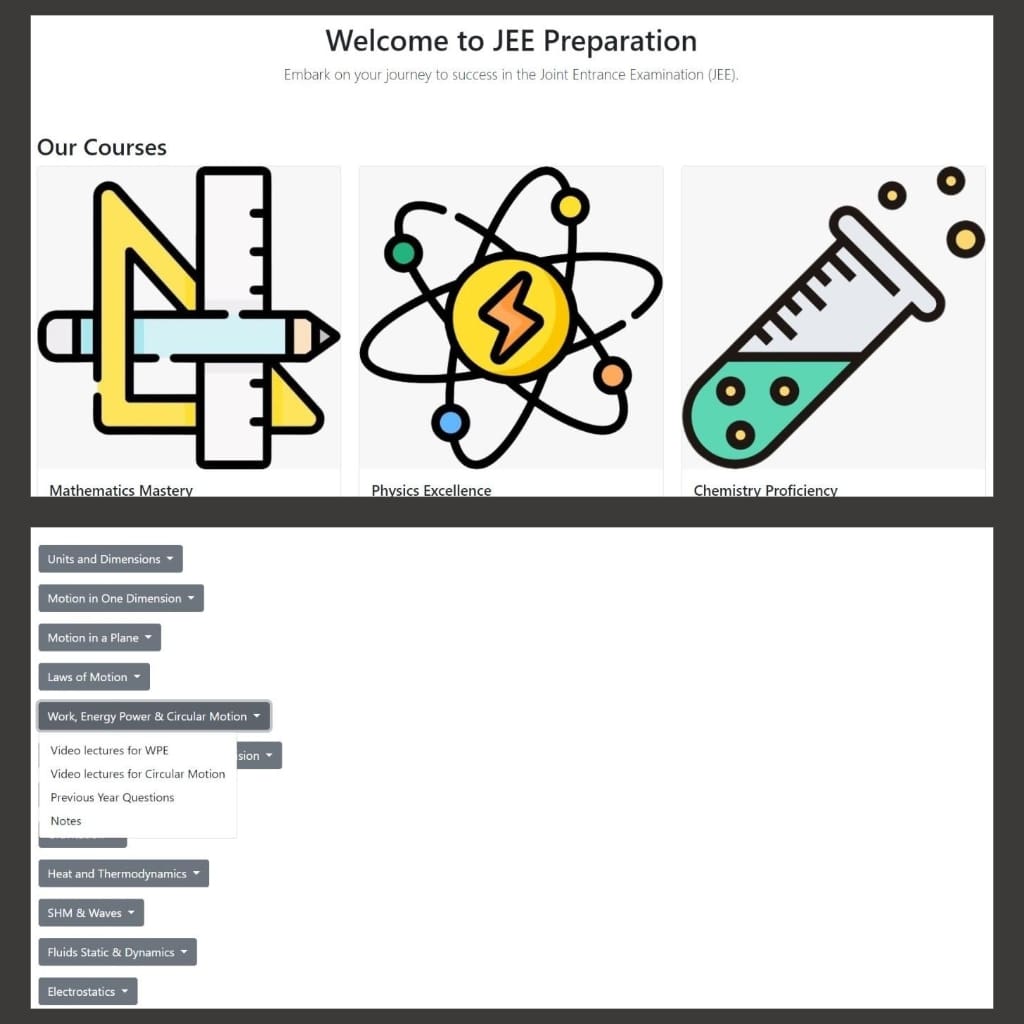 Welcome to JEE Preparation
Embark on your journey to success in the Joint Entrance Examination (JEE).
Our Courses
Mathematics Mastery
Physics Excellence
Chemistry Proficiency
Units and Dimensions
Motion in One Dimension
Motion in a Plane
Laws of Motion
Work, Energy Power & Circular Motion
Video lectures for WPE
Video lectures for Circular Motion
Previous Year Questions
Notes
Heat and Thermodynamics
SHM & Waves
Fluids Static & Dynamics
Electrostatics